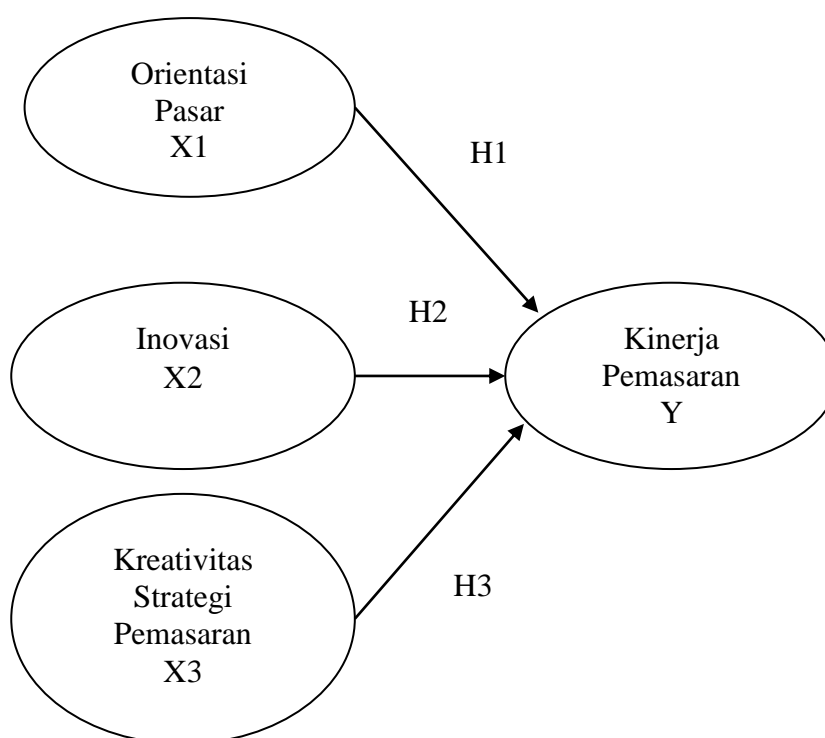 Orientasi
Pasar
X1
H1
H2
Inovasi
X2
Kinerja
Pemasaran
Y
Kreativitas
Strategi
Pemasaran
X3
H3